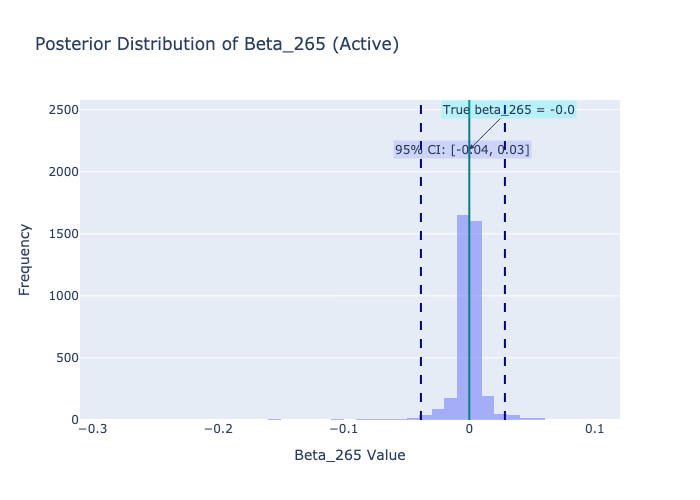 Posterior Distribution of Beta_265 (Active)
True beta_265 = -0.0
95% CI: [-0.04, 0.03]
2500
2000
1500
1000
500
0
Frequency
−0.3
−0.2
−0.1
0
0.1
Beta_265 Value